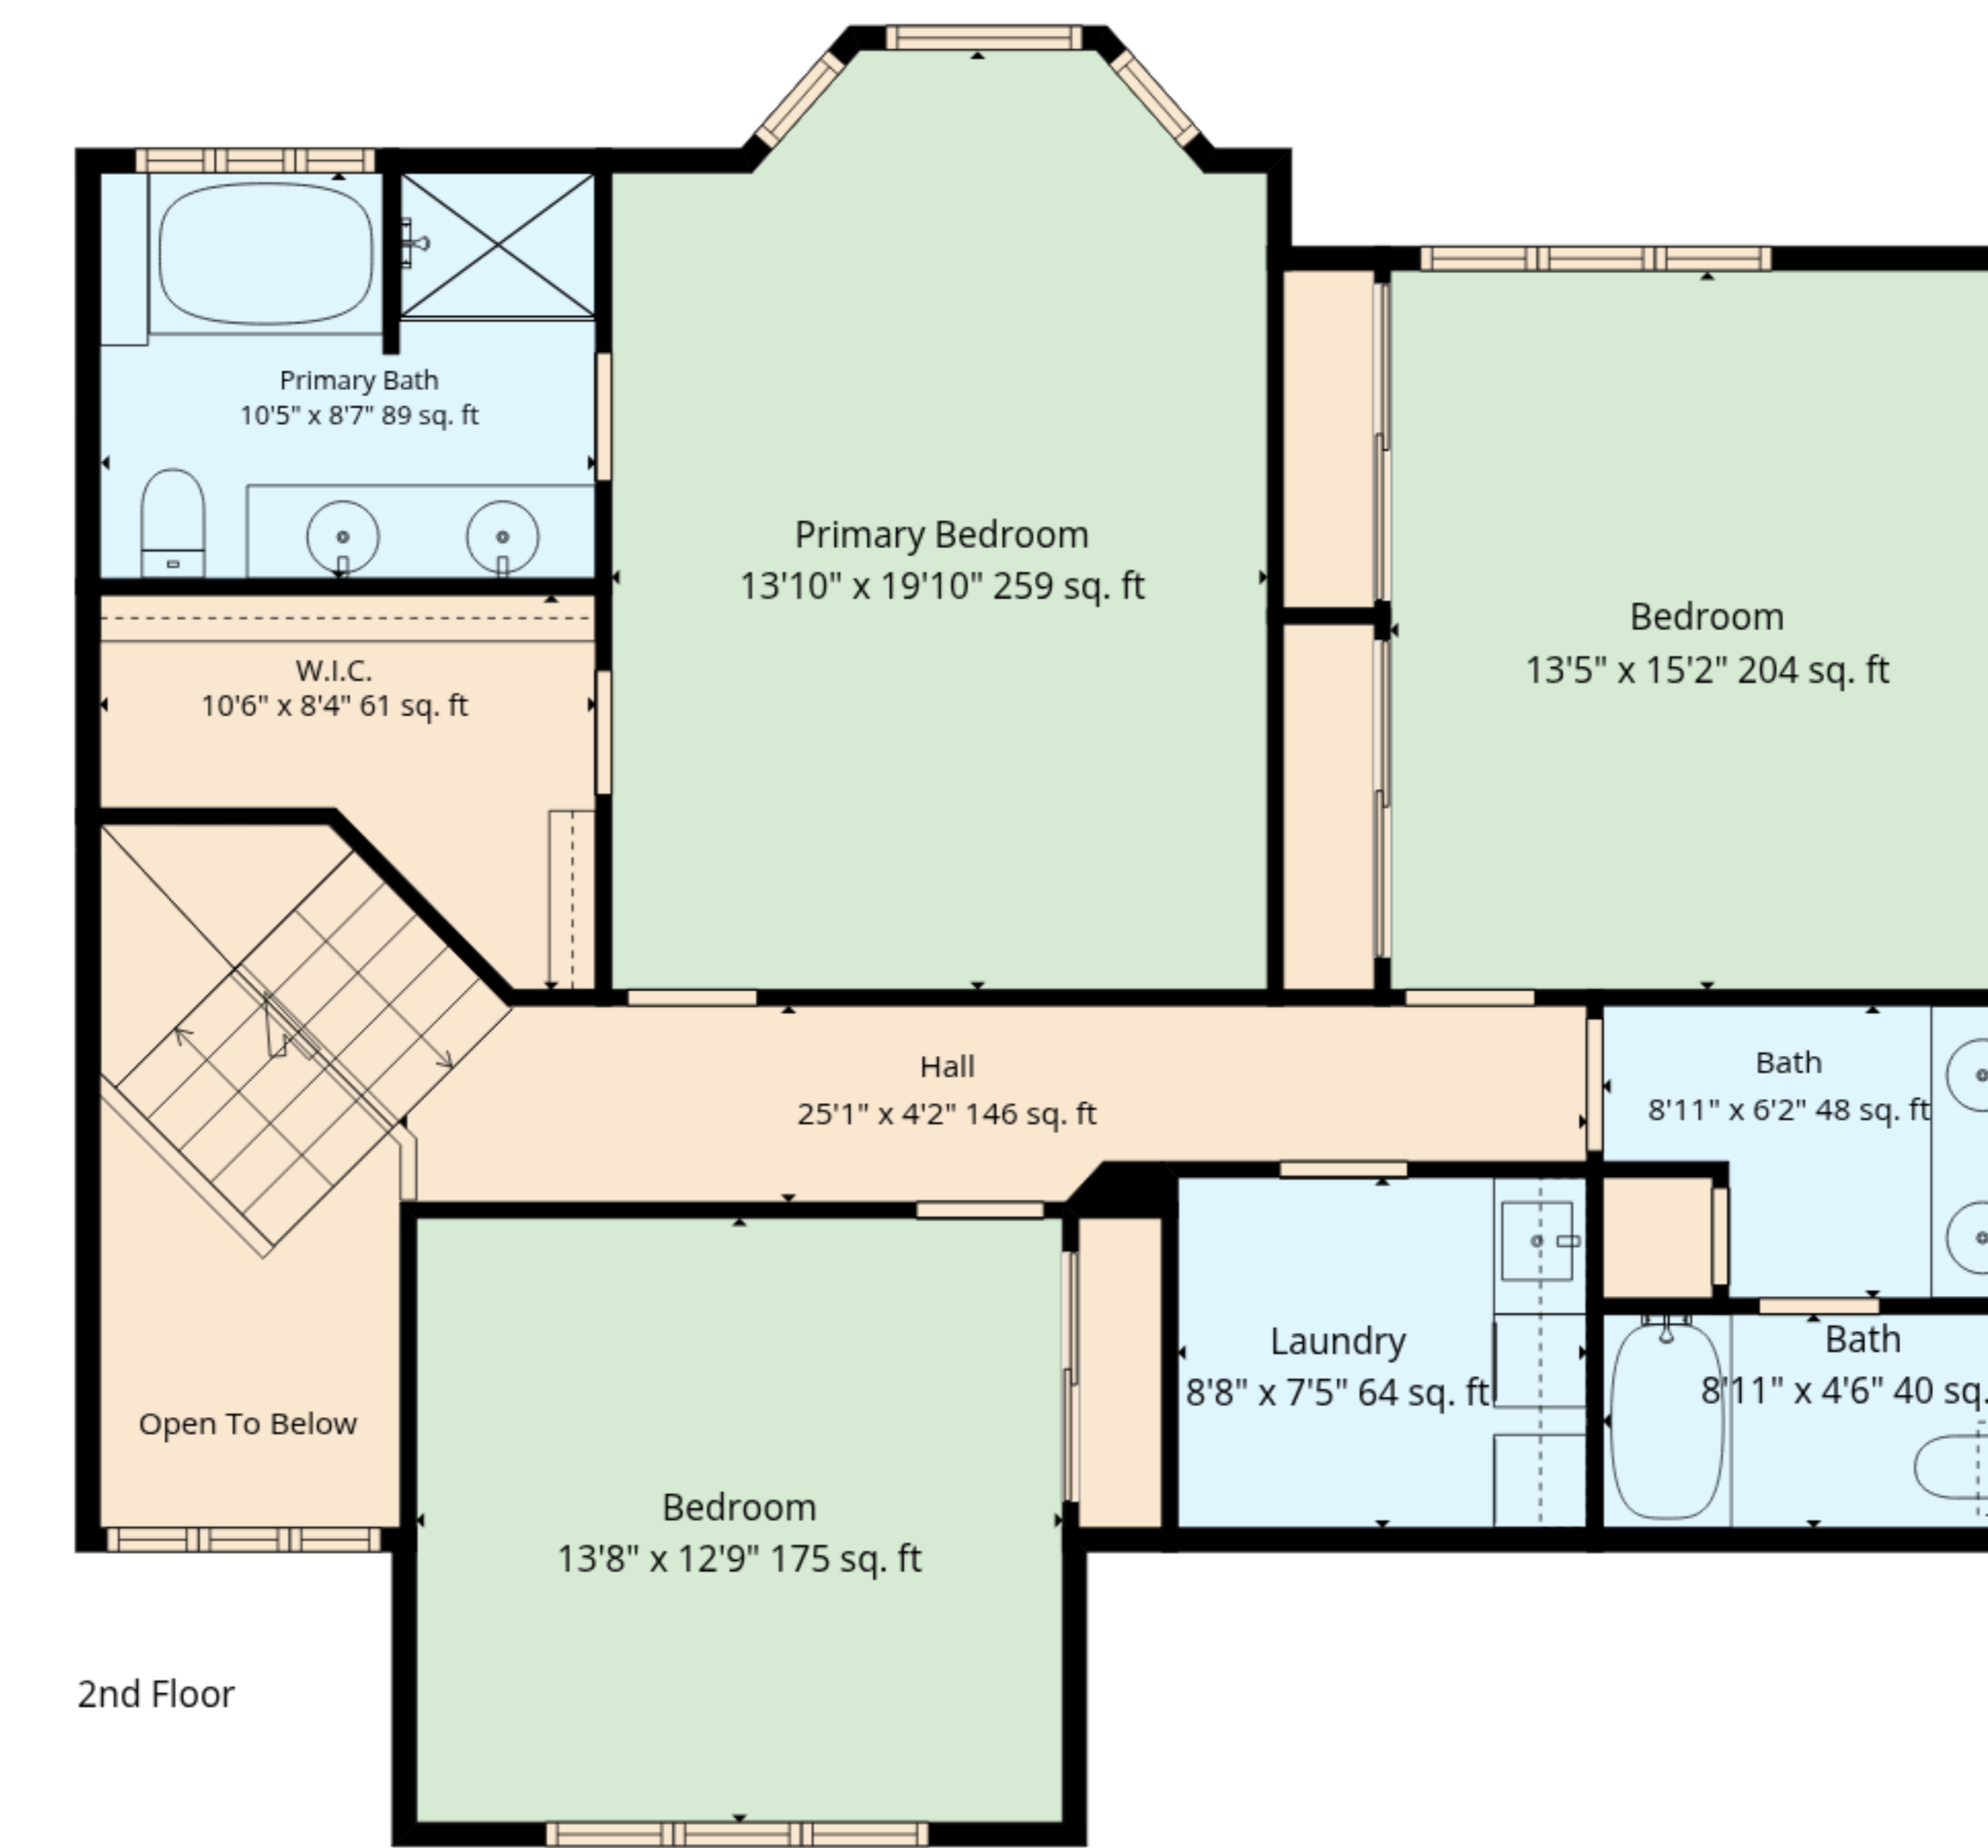 Primary Bath
10'5" x 8'7" 89 sq. ft
Primary Bedroom
13'10" x 19'10" 259 sq. ft
Bedroom
13'5" x 15'2" 204 sq. ft
W.I.C.
10'6" x 8'4" 61 sq. ft
Hall
25'1" x 4'2" 146 sq. ft
Bath
8'11" x 6'2" 48 sq. ft
Laundry
8'8" x 7'5" 64 sq. ft
Bath
8'11" x 4'6" 40 sq.
Open To Below
Bedroom
13'8" x 12'9" 175 sq. ft
2nd Floor